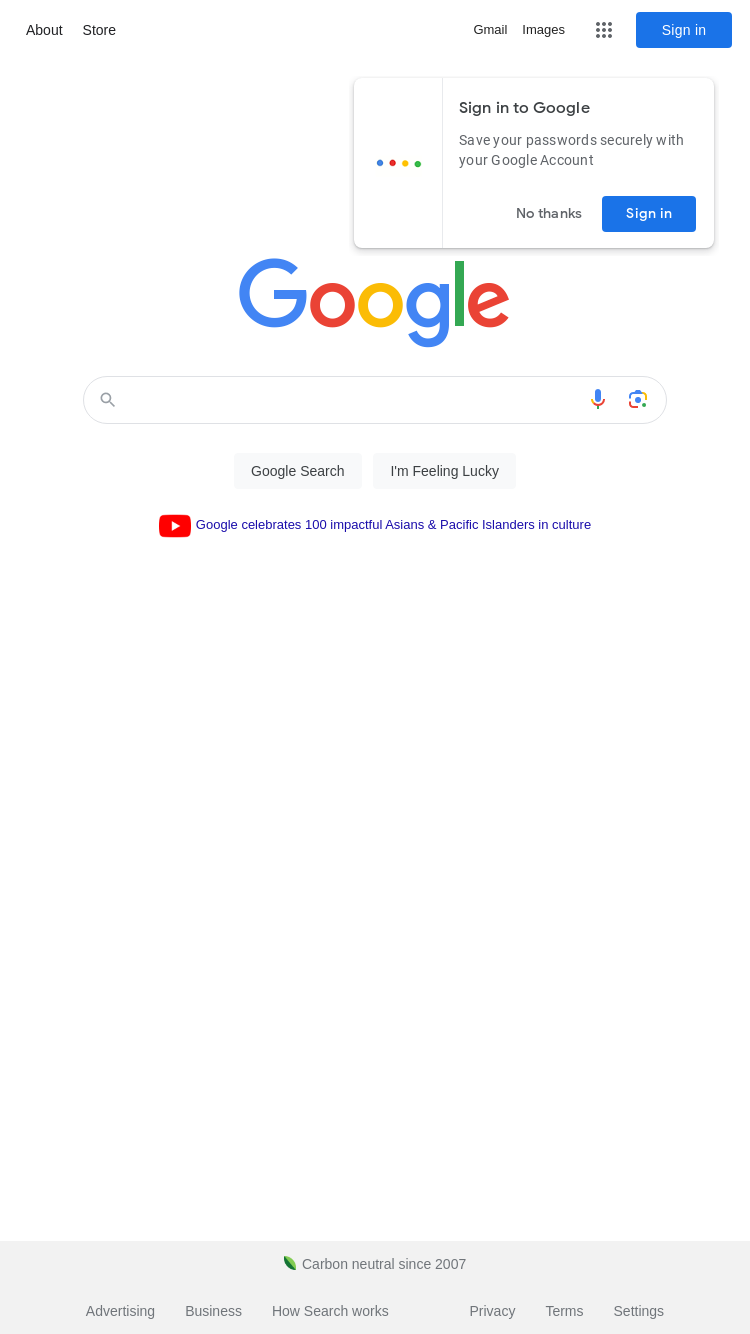 About Store Gmail Images Sign in
Sign in to Google
Save your passwords securely with
your Google Account
No thanks Sign in
Google
Google Search I'm Feeling Lucky
Google celebrates 100 impactful Asians & Pacific Islanders in culture
Carbon neutral since 2007
Advertising Business How Search works Privacy Terms Settings